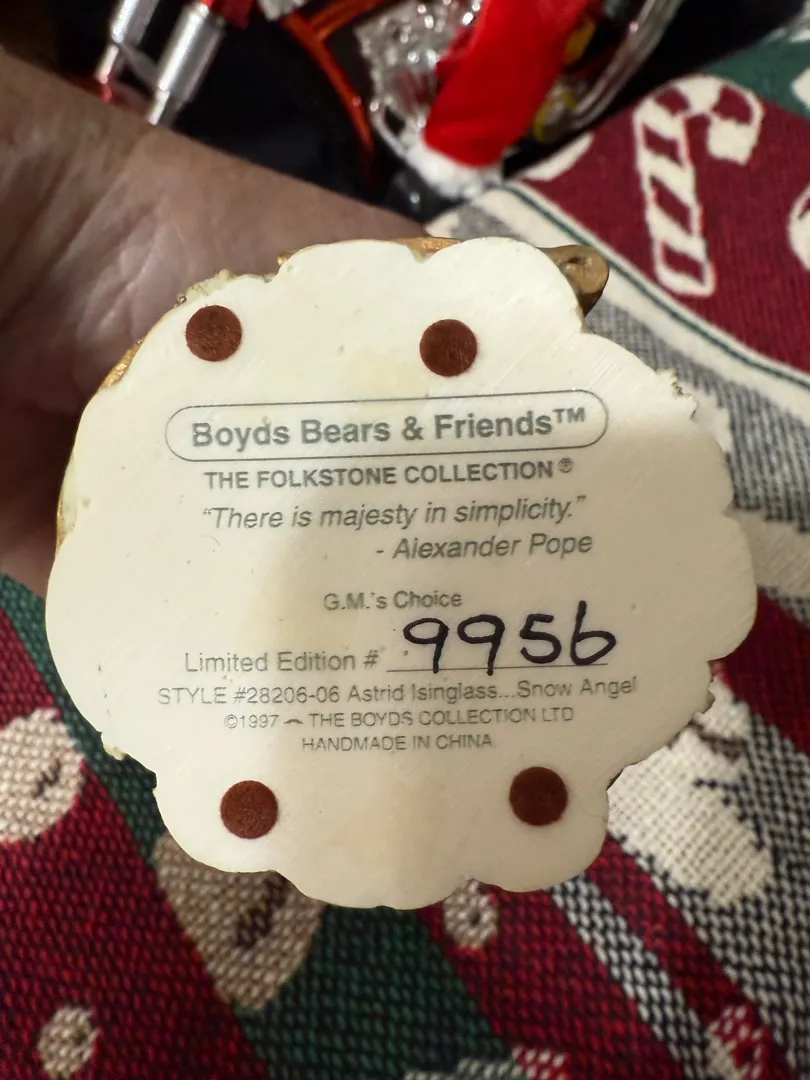 Boyds Bears & Friends™
THE FOLKSTONE COLLECTION®
“There is majesty in simplicity.”
- Alexander Pope
G.M.'s Choice
Limited Edition # 9956
STYLE #28206-06 Astrid Isinglass...Snow Angel
©1997 THE BOYDS COLLECTION LTD
HANDMADE IN CHINA